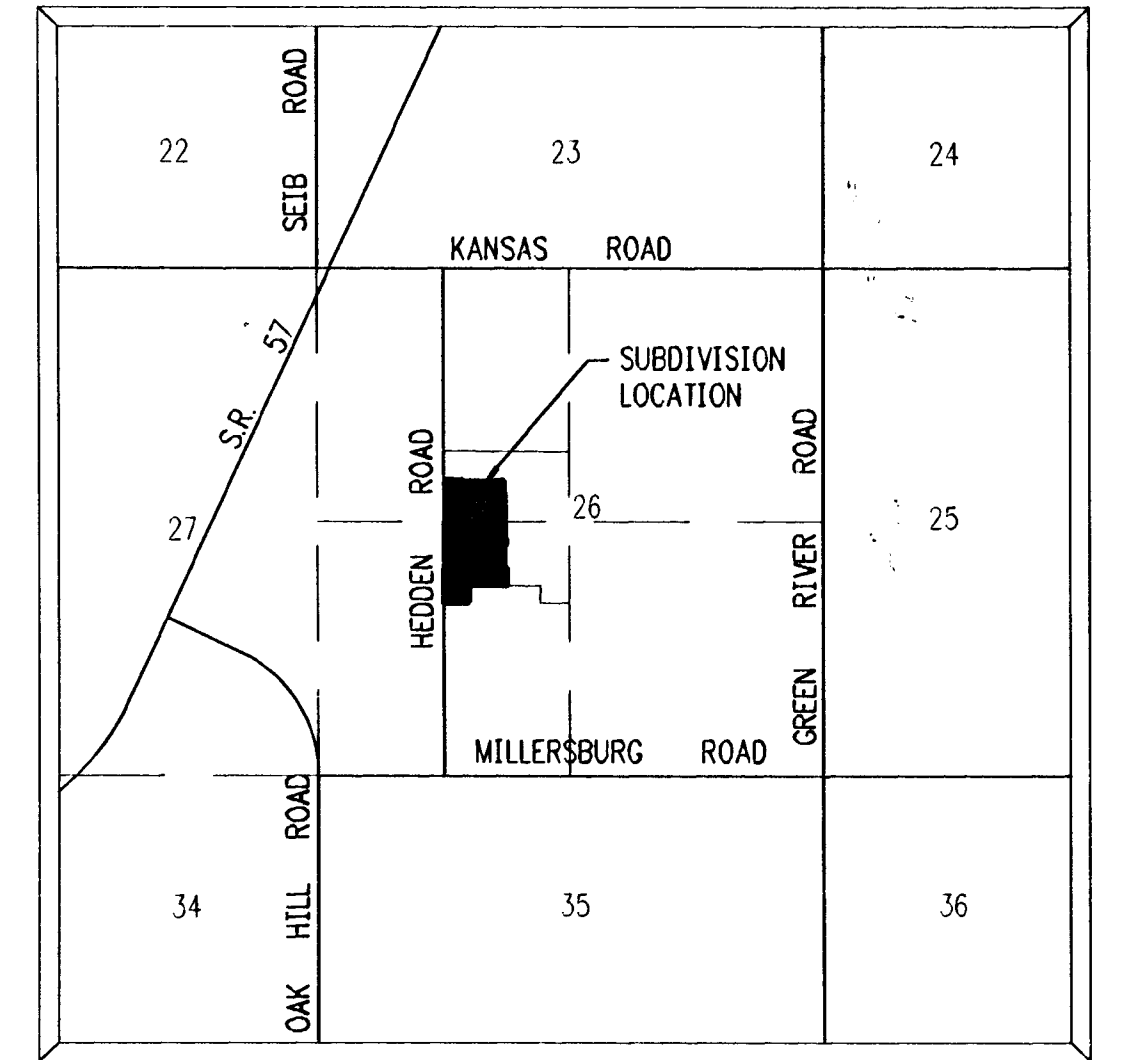 22
SEIB ROAD
23
24
KANSAS ROAD
S.R. 57
SUBDIVISION
LOCATION
HEDDEN ROAD
GREEN RIVER ROAD
27
26
25
MILLERSBURG ROAD
OAK HILL ROAD
34
35
36